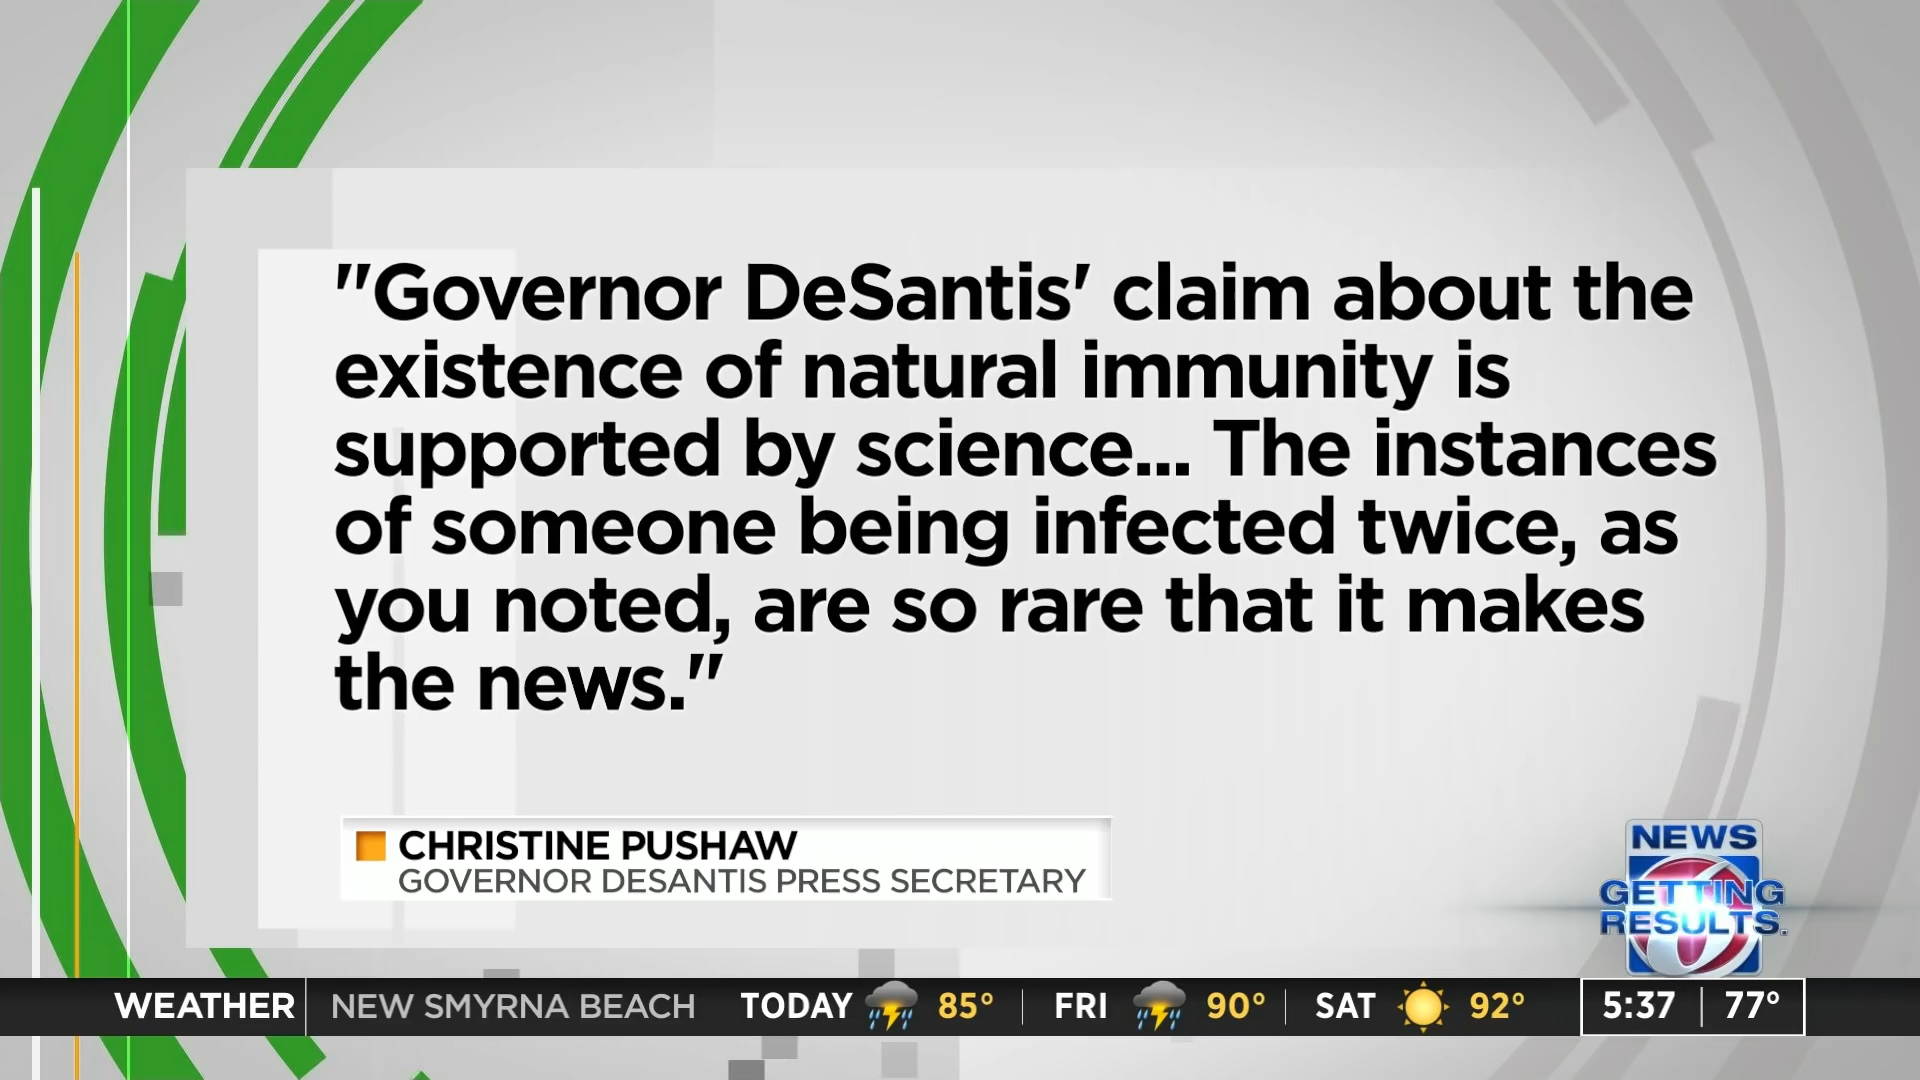 "Governor DeSantis' claim about the
existence of natural immunity is
supported by science... The instances
of someone being infected twice, as
you noted, are so rare that it makes
the news."
CHRISTINE PUSHAW
GOVERNOR DESANTIS PRESS SECRETARY
NEWS
6
GETTING
RESULTS.
WEATHER NEW SMYRNA BEACH TODAY 85° FRI 90° SAT 92° 5:37 77°